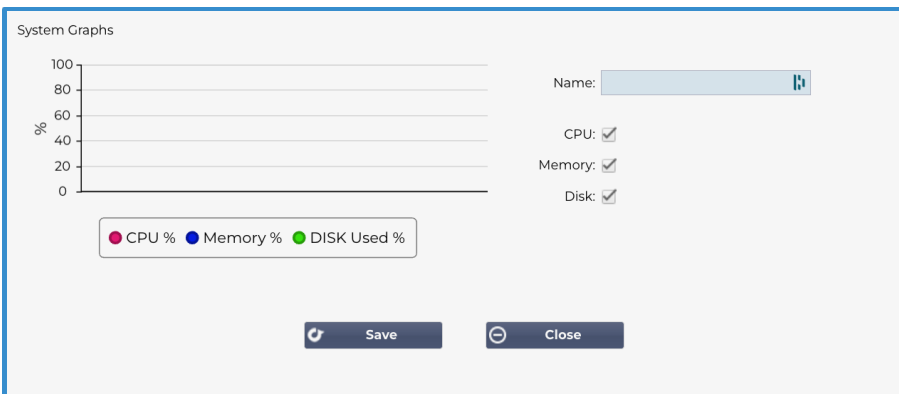 System Graphs
100
80
60
40
20
0
%
CPU % Memory % DISK Used %
Name:
CPU:
Memory:
Disk:
Save Close